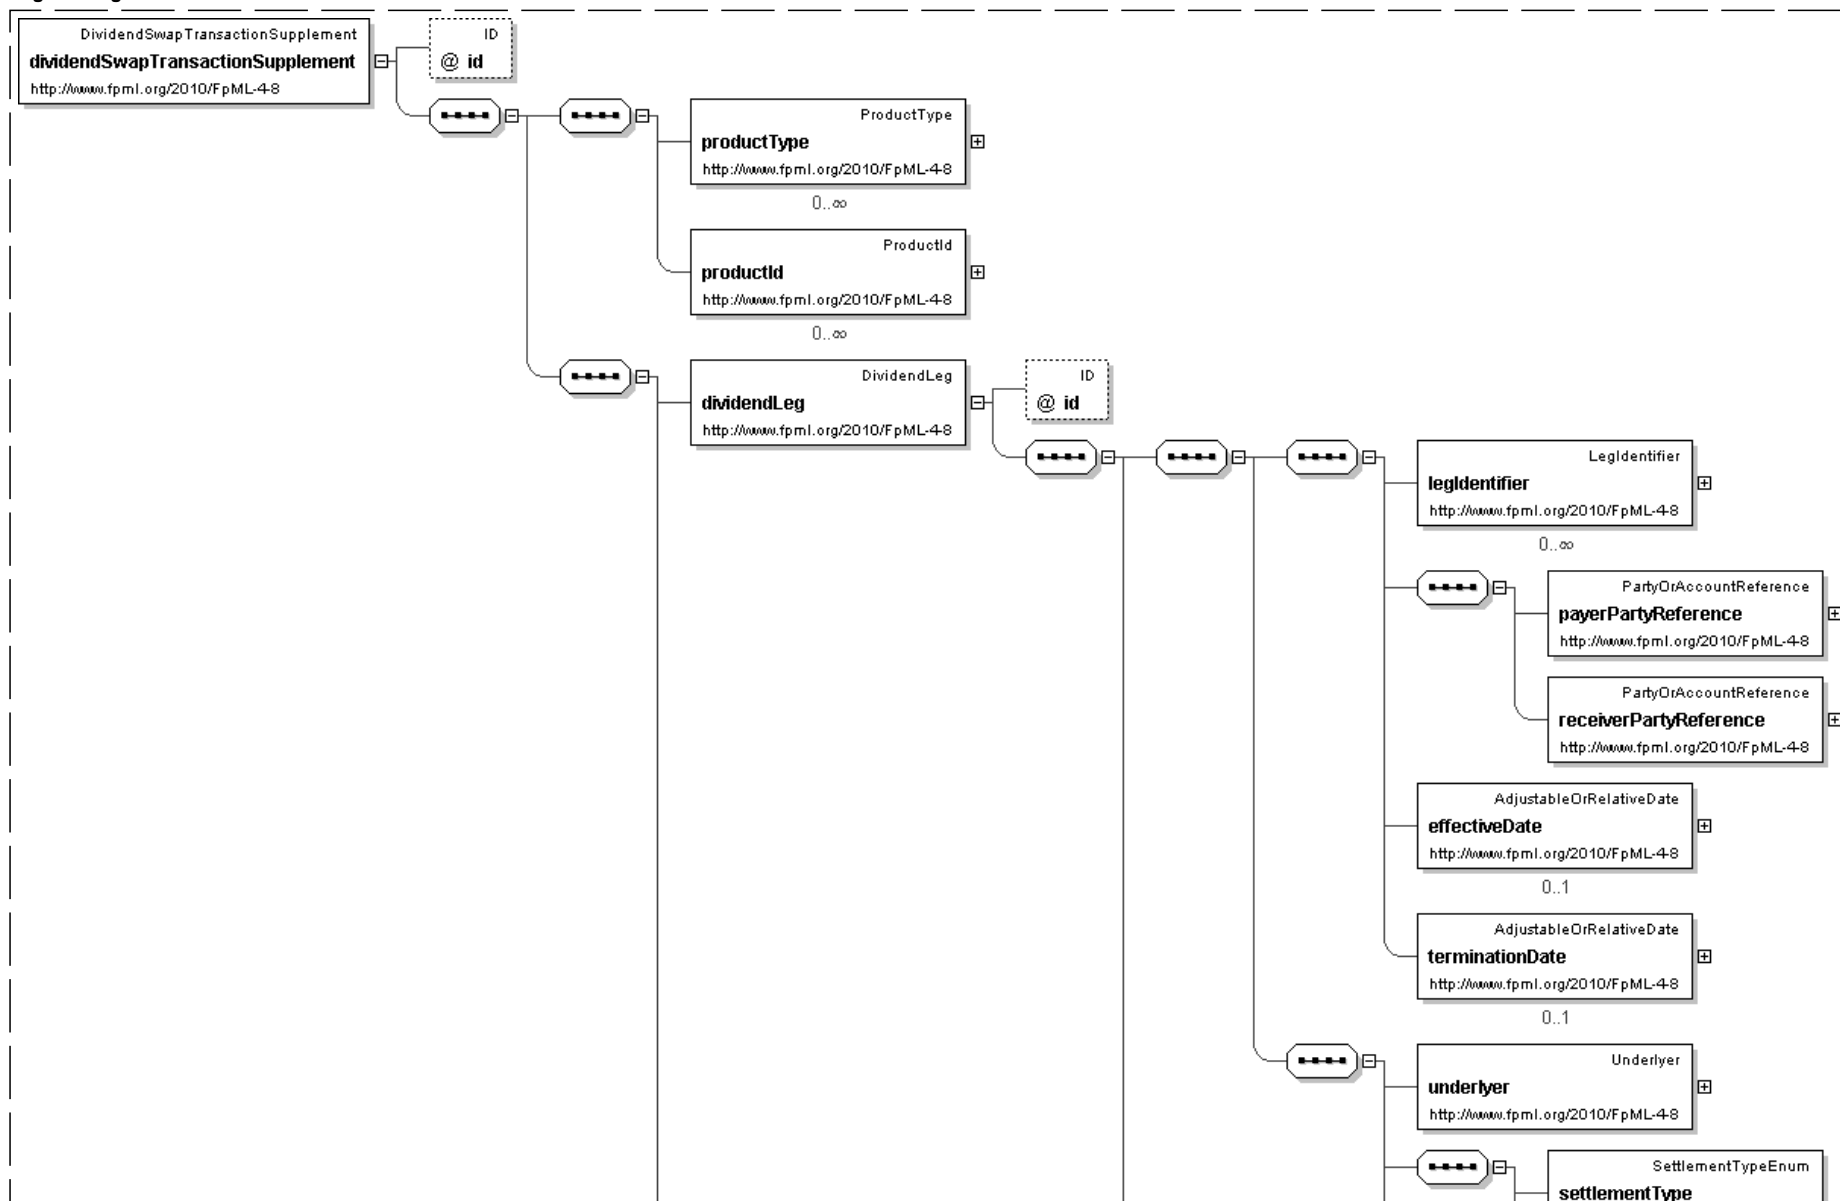 DividendSwapTransactionSupplement
dividendSwapTransactionSupplement
http://www.fpml.org/2010/FpML-4-8
ID
@ id
ProductType
productType
http://www.fpml.org/2010/FpML-4-8
0..∞
ProductId
productId
http://www.fpml.org/2010/FpML-4-8
0..∞
DividendLeg
dividendLeg
http://www.fpml.org/2010/FpML-4-8
ID
@ id
LegIdentifier
legIdentifier
http://www.fpml.org/2010/FpML-4-8
0..∞
PartyOrAccountReference
payerPartyReference
http://www.fpml.org/2010/FpML-4-8
PartyOrAccountReference
receiverPartyReference
http://www.fpml.org/2010/FpML-4-8
AdjustableOrRelativeDate
effectiveDate
http://www.fpml.org/2010/FpML-4-8
0..1
AdjustableOrRelativeDate
terminationDate
http://www.fpml.org/2010/FpML-4-8
0..1
Underlyer
underlyer
http://www.fpml.org/2010/FpML-4-8
SettlementTypeEnum
settlementType